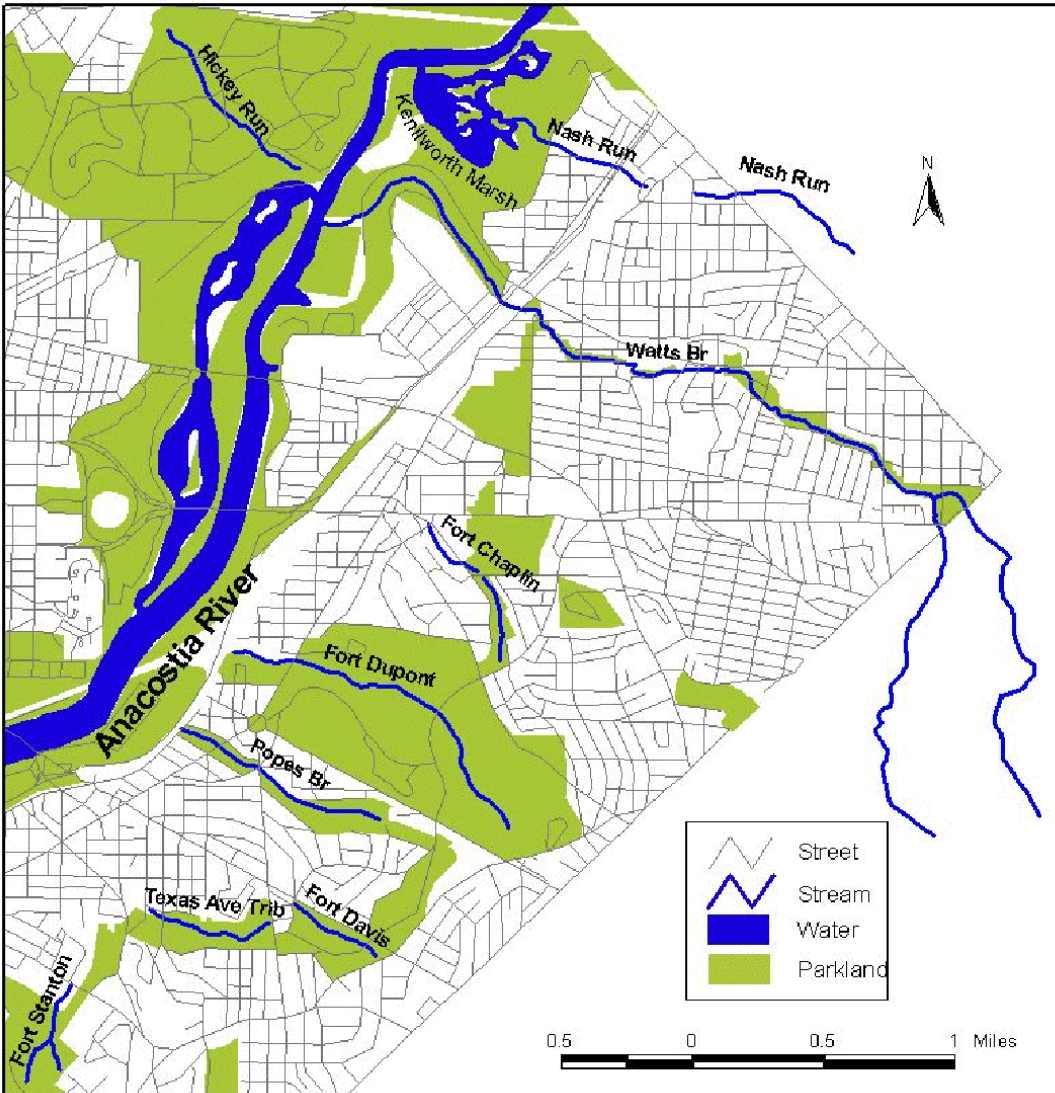 Hickey Run
Kenilworth Marsh
Nash Run
Nash Run
N
Watts Br
Fort Chaplin
Anacostia River
Fort Dupont
Popes Br
Texas Ave Trib
Fort Davis
Fort Stanton
Street
Stream
Water
Parkland
0.5 0 0.5 1 Miles